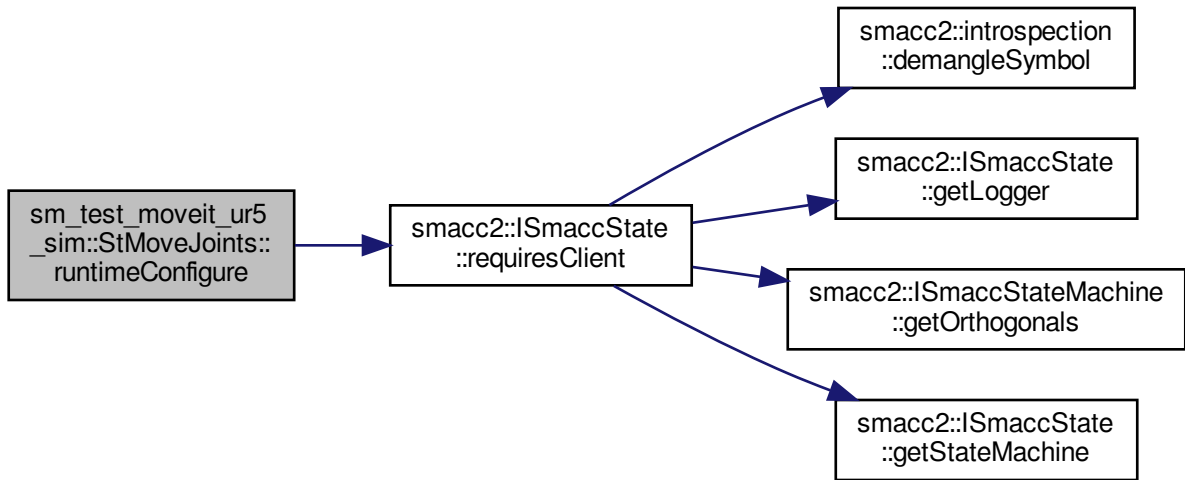 sm_test_moveit_ur5
_sim::StMoveJoints::
runtimeConfigure
smacc2::ISmaccState
::requiresClient
smacc2::introspection
::demangleSymbol
smacc2::ISmaccState
::getLogger
smacc2::ISmaccStateMachine
::getOrthogonals
smacc2::ISmaccState
::getStateMachine